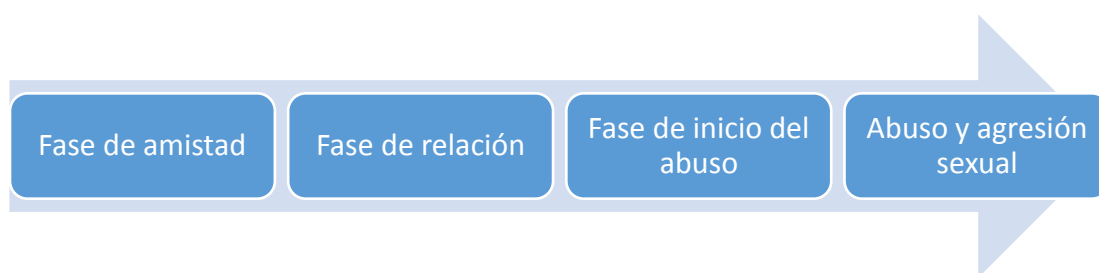 Fase de amistad
Fase de relación
Fase de inicio del
abuso
Abuso y agresión
sexual